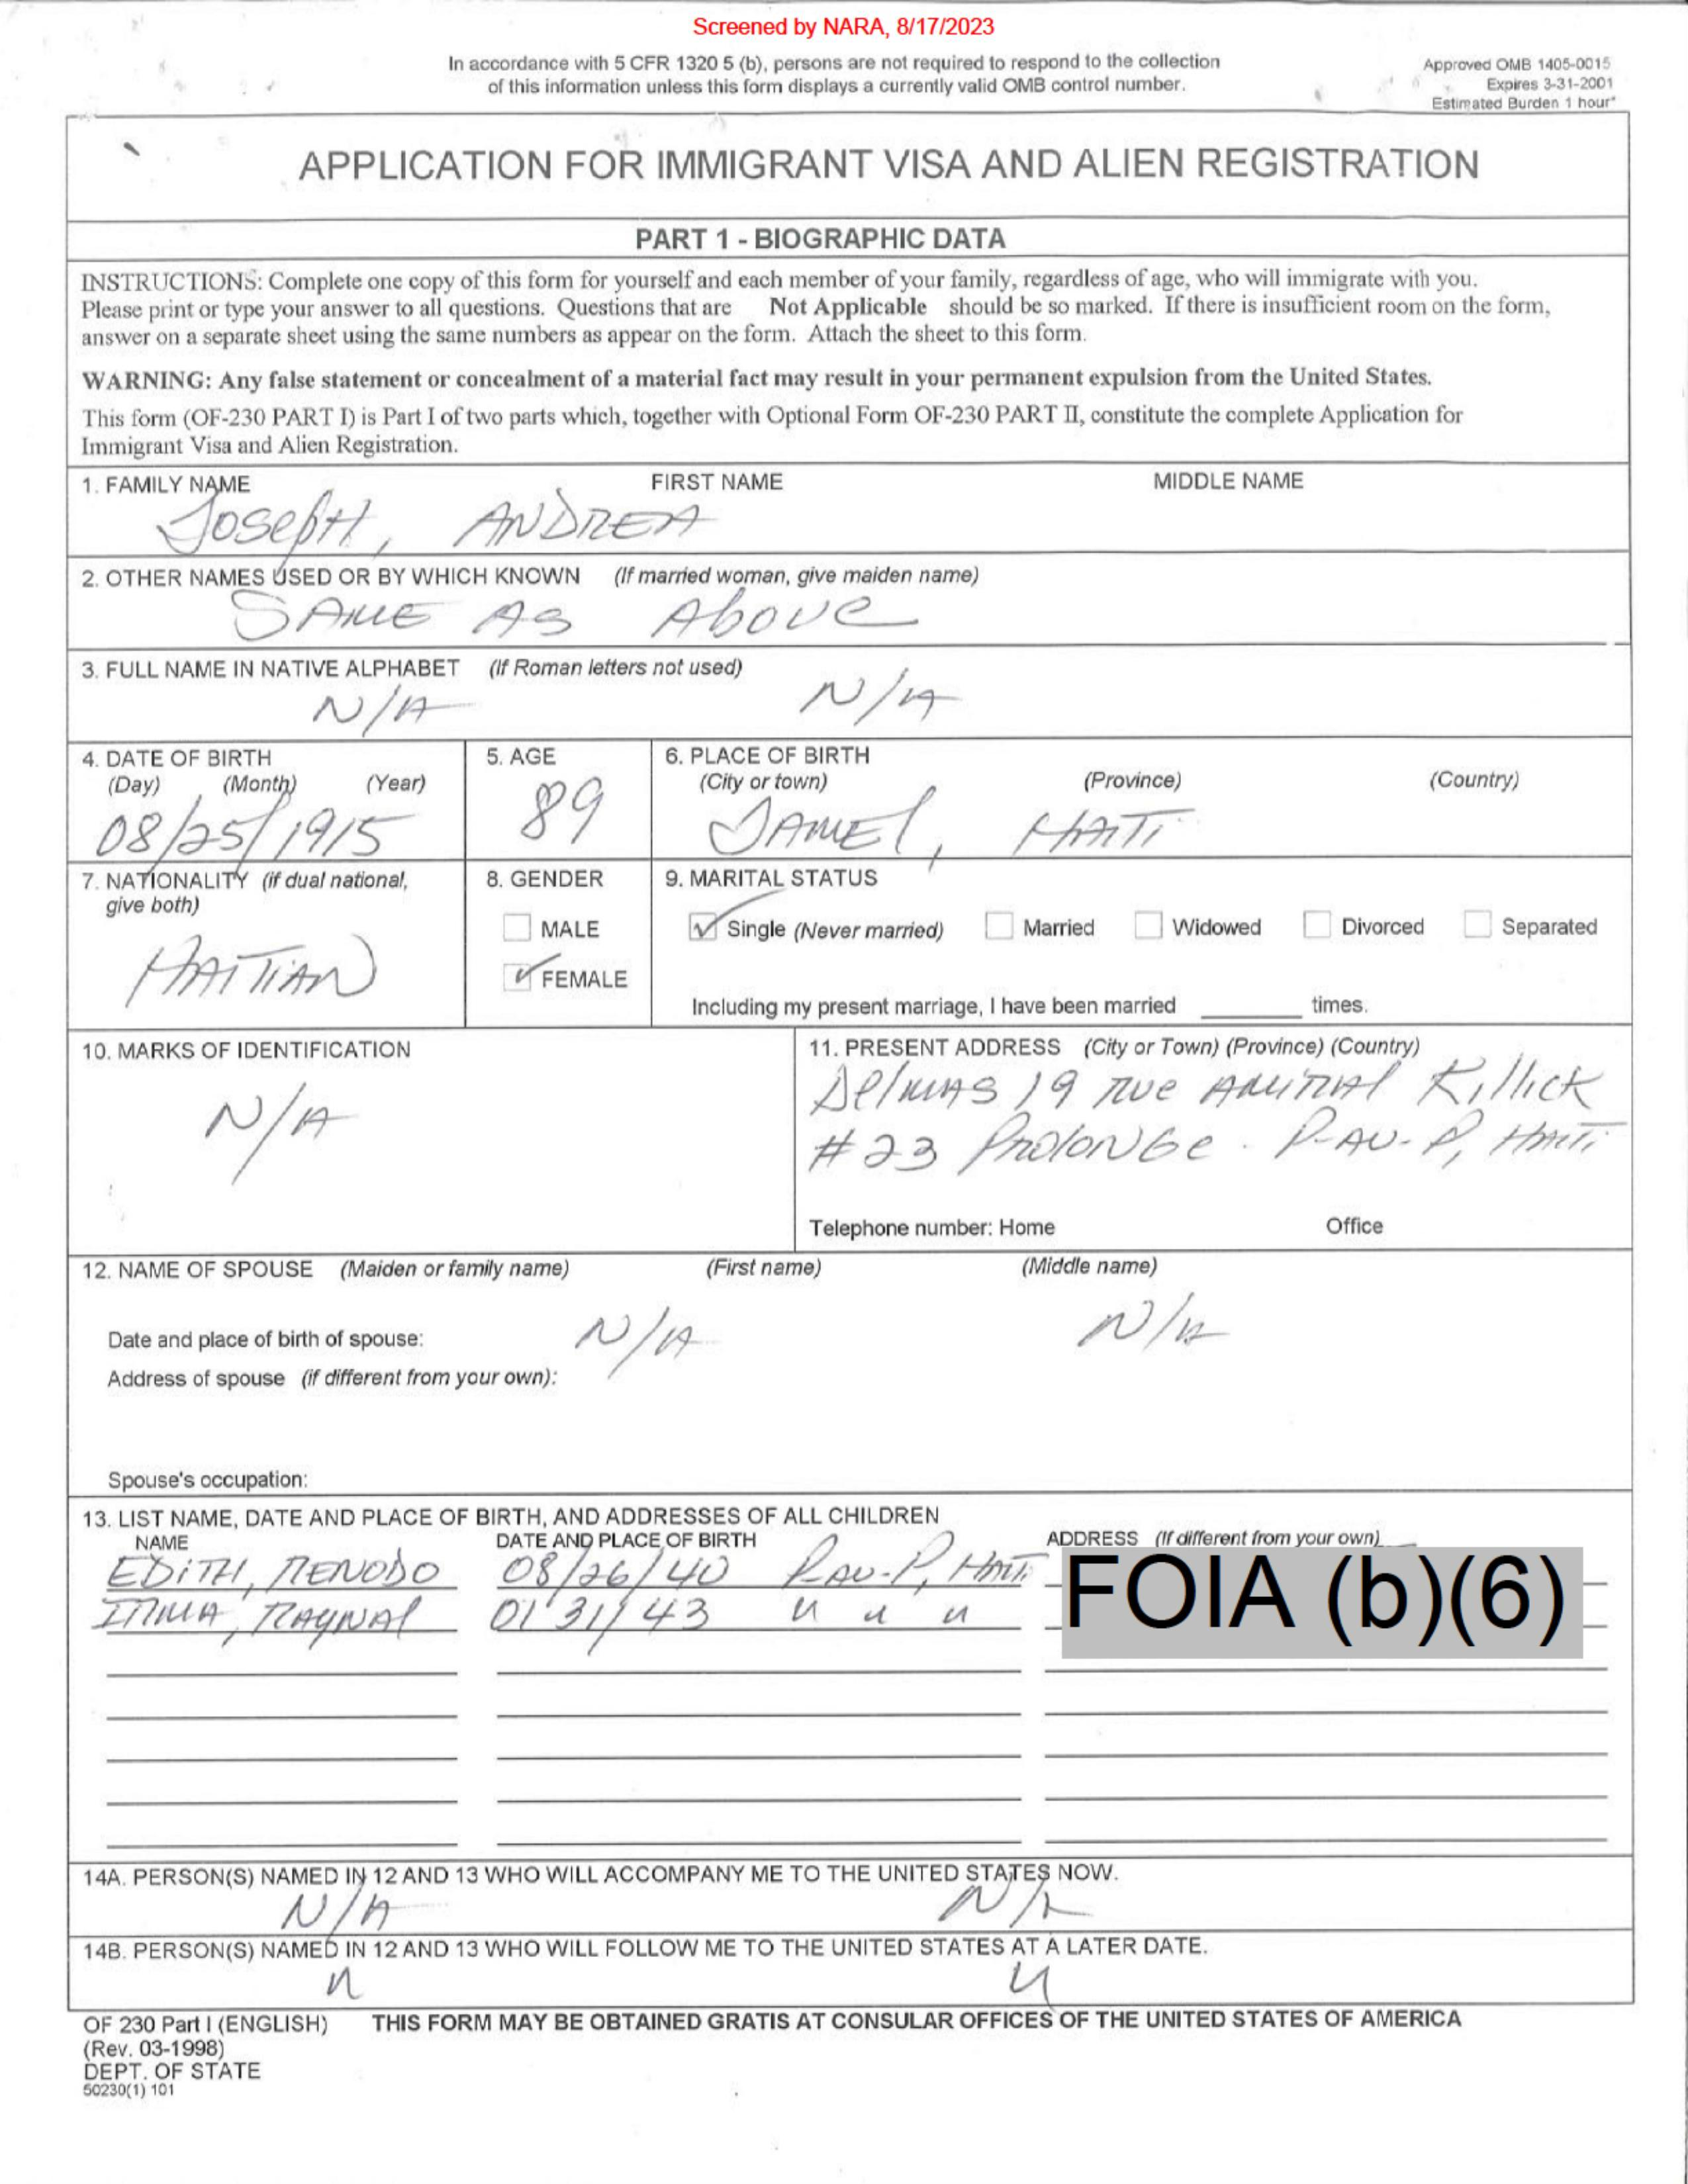 Screened by NARA, 8/17/2023
In accordance with 5 CFR 1320 5 (b), persons are not required to respond to the collection
of this information unless this form displays a currently valid OMB control number.
Approved OMB 1405-0015
Expires 3-31-2001
Estimated Burden 1 hour*
APPLICATION FOR IMMIGRANT VISA AND ALIEN REGISTRATION
PART 1 - BIOGRAPHIC DATA
INSTRUCTIONS: Complete one copy of this form for yourself and each member of your family, regardless of age, who will immigrate with you.
Please print or type your answer to all questions. Questions that are Not Applicable should be so marked. If there is insufficient room on the form,
answer on a separate sheet using the same numbers as appear on the form. Attach the sheet to this form.
WARNING: Any false statement or concealment of a material fact may result in your permanent expulsion from the United States.
This form (OF-230 PART I) is Part I of two parts which, together with Optional Form OF-230 PART II, constitute the complete Application for
Immigrant Visa and Alien Registration.
1. FAMILY NAME FIRST NAME MIDDLE NAME
JosepH, ANDREA
2. OTHER NAMES USED OR BY WHICH KNOWN (If married woman, give maiden name)
SAME AS Above
3. FULL NAME IN NATIVE ALPHABET (If Roman letters not used)
N/A N/A
4. DATE OF BIRTH
(Day) (Month) (Year)
08/25/1915
5. AGE
89
6. PLACE OF BIRTH
(City or town) (Province) (Country)
JAMEl, HAITI
7. NATIONALITY (if dual national,
give both)
HAITIAN
8. GENDER
MALE
FEMALE
9. MARITAL STATUS
Single (Never married) Married Widowed Divorced Separated
Including my present marriage, I have been married ______ times.
10. MARKS OF IDENTIFICATION
N/A
11. PRESENT ADDRESS (City or Town) (Province) (Country)
Delmas 19 rue AMIRAl Killick
#23 Prolonge. P-AU-P, HAITI
Telephone number: Home Office
12. NAME OF SPOUSE (Maiden or family name) (First name) (Middle name)
N/A N/A
Date and place of birth of spouse:
Address of spouse (if different from your own):
Spouse's occupation:
13. LIST NAME, DATE AND PLACE OF BIRTH, AND ADDRESSES OF ALL CHILDREN
NAME DATE AND PLACE OF BIRTH ADDRESS (If different from your own)
EDITH, RENODO 08/26/40 P-AU-P, HAITI
IRMA, RAYNAl 01/31/43 " " "
FOIA (b)(6)
14A. PERSON(S) NAMED IN 12 AND 13 WHO WILL ACCOMPANY ME TO THE UNITED STATES NOW.
N/A N/A
14B. PERSON(S) NAMED IN 12 AND 13 WHO WILL FOLLOW ME TO THE UNITED STATES AT A LATER DATE.
" "
OF 230 Part I (ENGLISH) THIS FORM MAY BE OBTAINED GRATIS AT CONSULAR OFFICES OF THE UNITED STATES OF AMERICA
(Rev. 03-1998)
DEPT. OF STATE
50230(1) 101